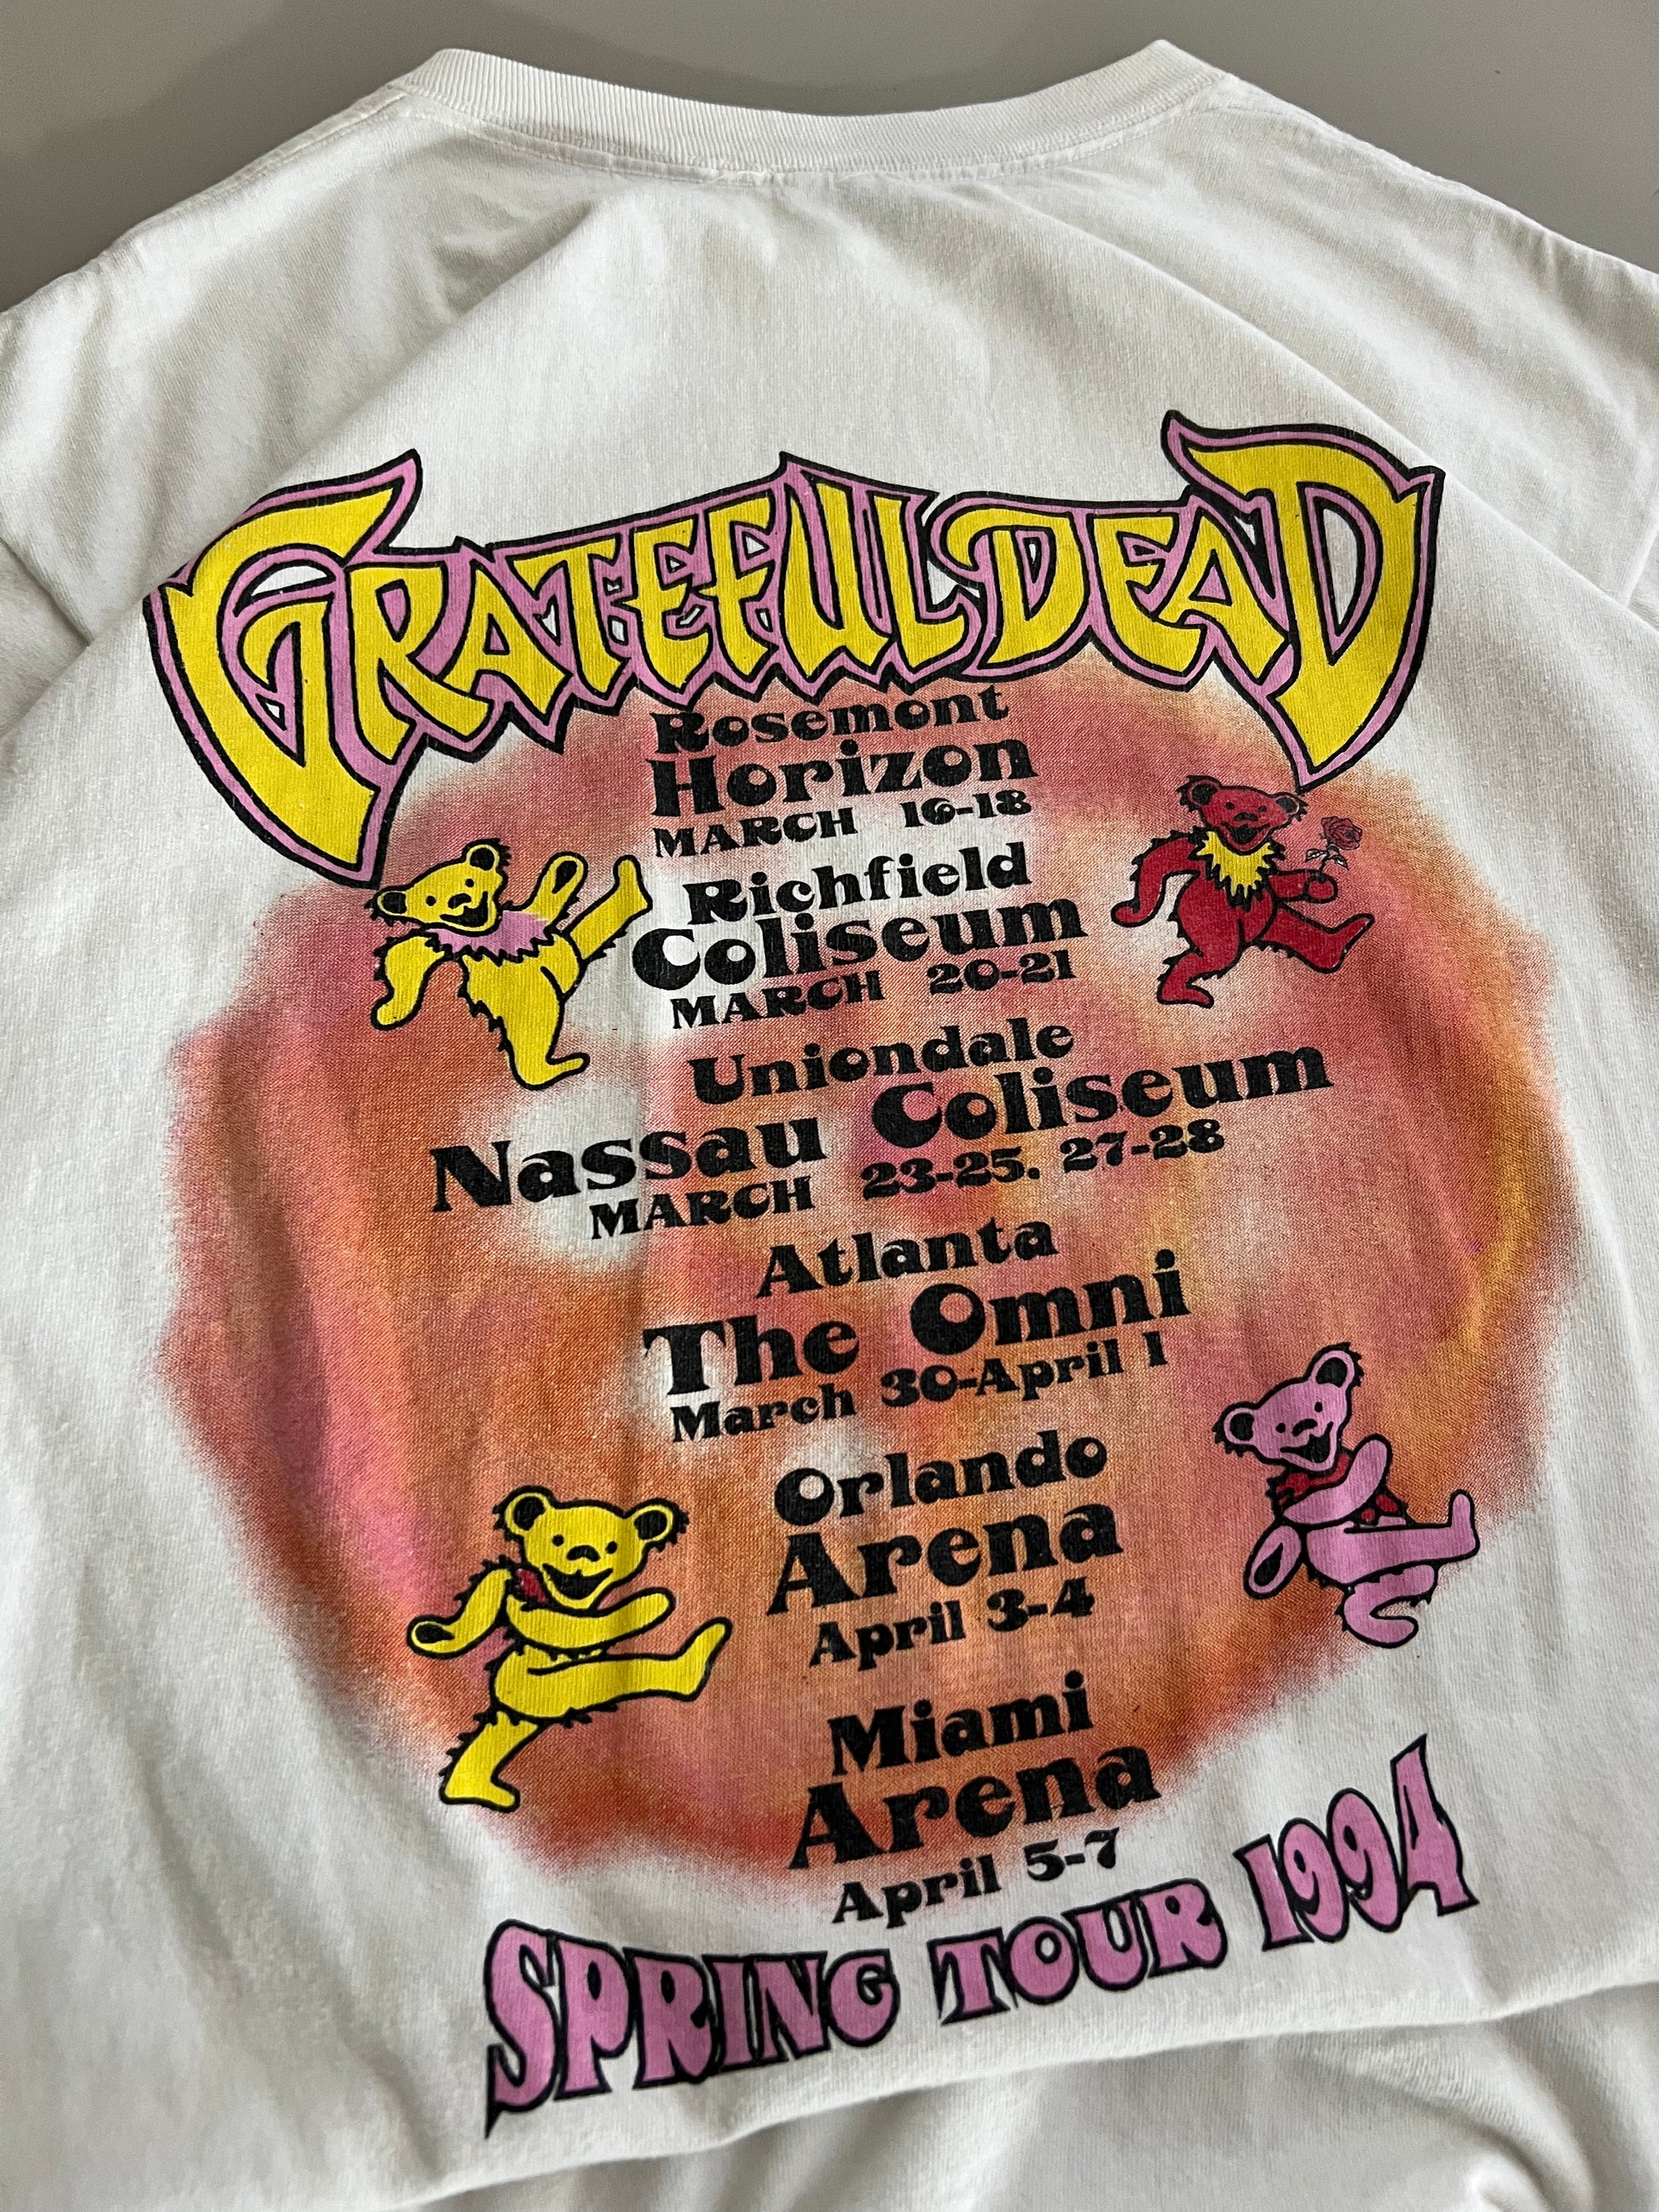 GRATEFUL DEAD
Rosemont
Horizon
MARCH 16-18
Richfield
Coliseum
MARCH 20-21
Uniondale
Nassau Coliseum
MARCH 23-25. 27-28
Atlanta
The Omni
March 30-April 1
Orlando
Arena
April 3-4
Miami
Arena
April 5-7
SPRING TOUR 1994